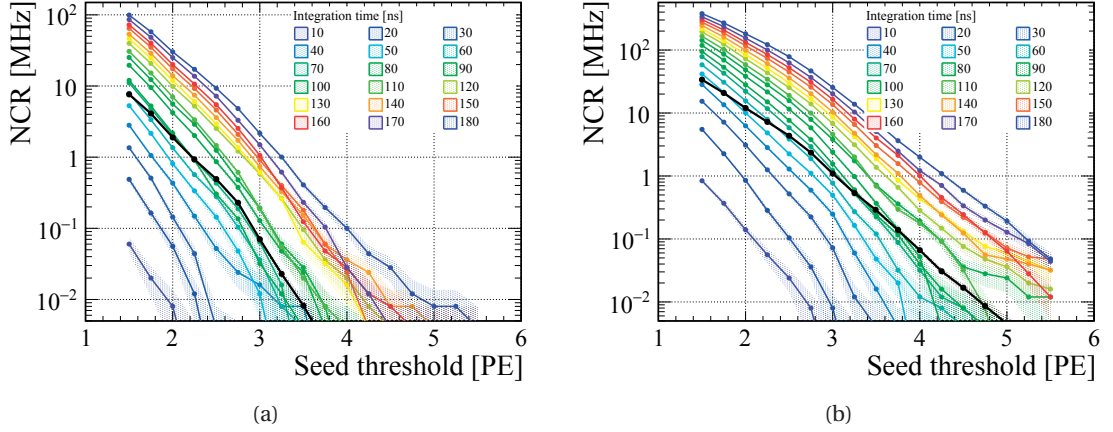 NCR [MHz]
10²
10
1
10⁻¹
10⁻²
Integration time [ns]
10 20 30
40 50 60
70 80 90
100 110 120
130 140 150
160 170 180
1 2 3 4 5 6
Seed threshold [PE]
(a)
NCR [MHz]
10²
10
1
10⁻¹
10⁻²
Integration time [ns]
10 20 30
40 50 60
70 80 90
100 110 120
130 140 150
160 170 180
1 2 3 4 5 6
Seed threshold [PE]
(b)